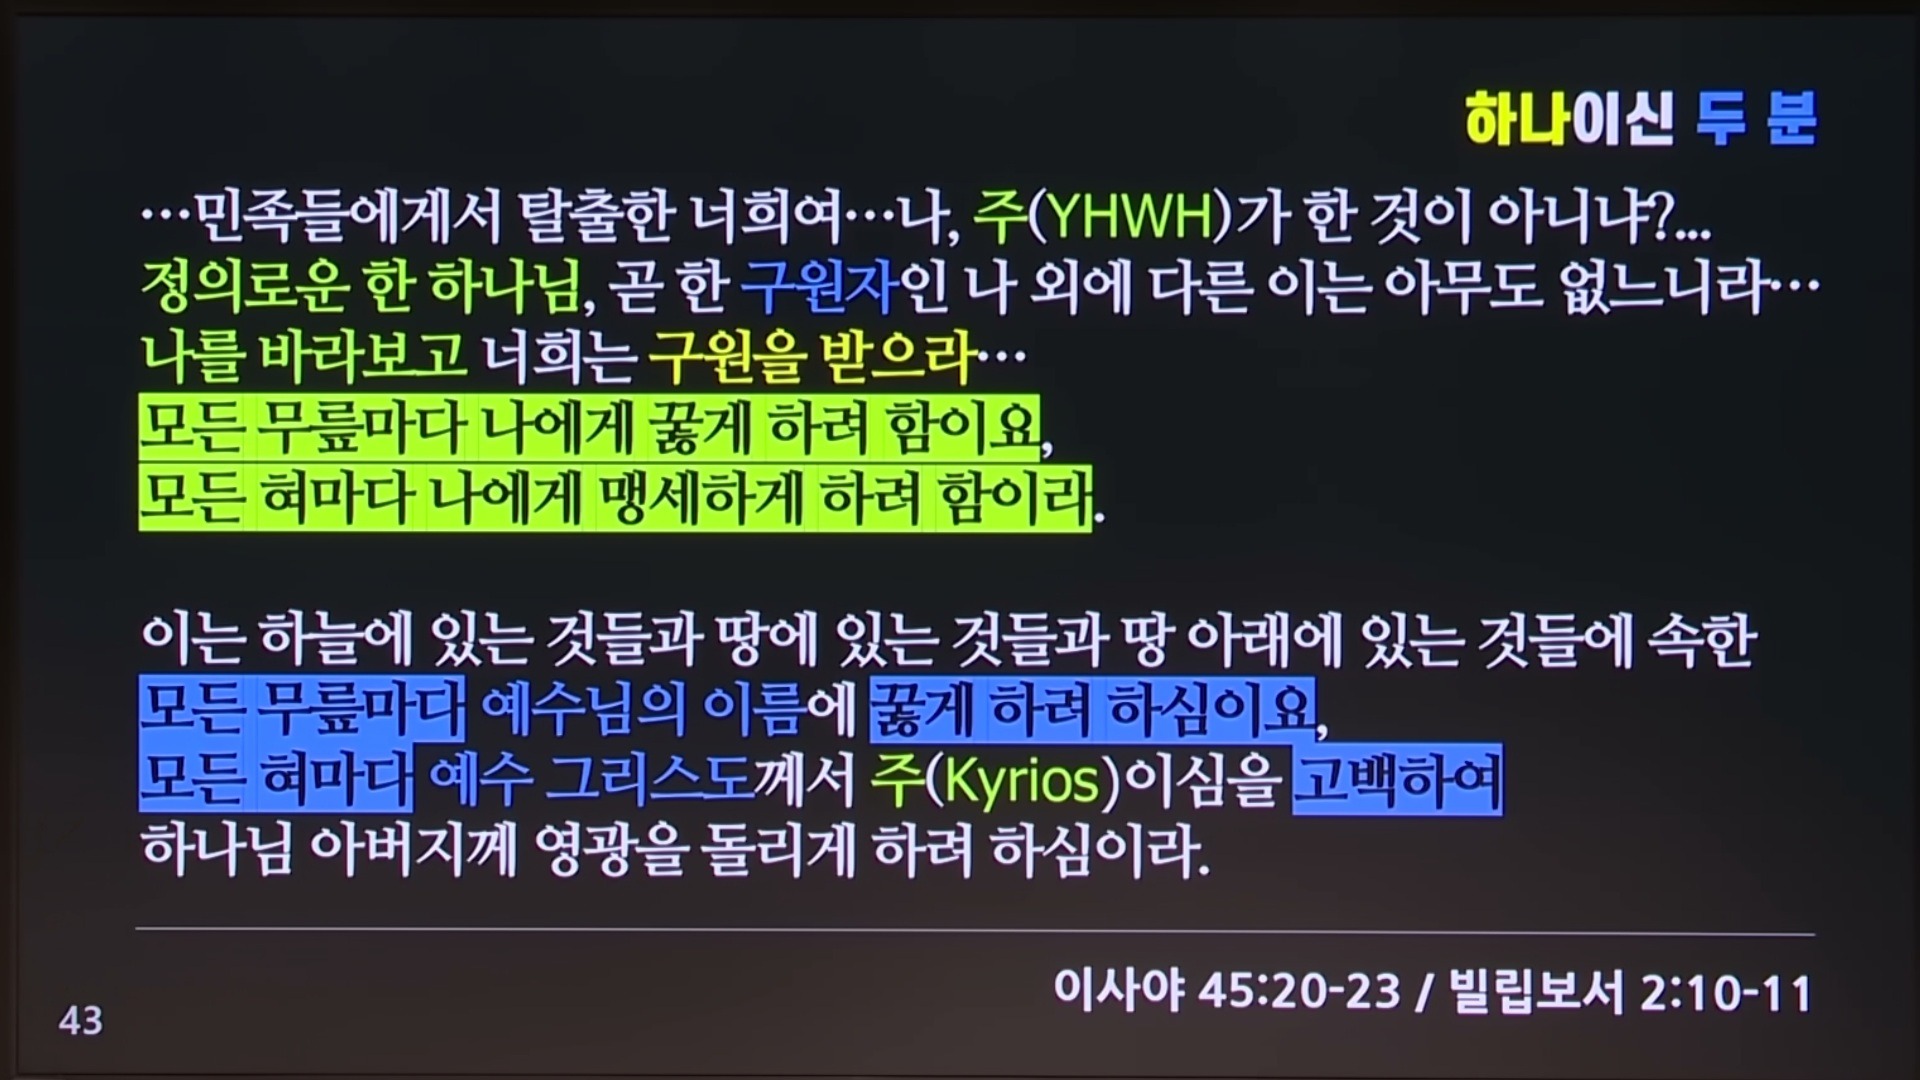 하나이신 두 분
…민족들에게서 탈출한 너희여…나, 주(YHWH)가 한 것이 아니냐?...
정의로운 한 하나님, 곧 한 구원자인 나 외에 다른 이는 아무도 없느니라…
나를 바라보고 너희는 구원을 받으라…
모든 무릎마다 나에게 꿇게 하려 함이요,
모든 혀마다 나에게 맹세하게 하려 함이라.
이는 하늘에 있는 것들과 땅에 있는 것들과 땅 아래에 있는 것들에 속한
모든 무릎마다 예수님의 이름에 꿇게 하려 하심이요,
모든 혀마다 예수 그리스도께서 주(Kyrios)이심을 고백하여
하나님 아버지께 영광을 돌리게 하려 하심이라.
이사야 45:20-23 / 빌립보서 2:10-11
43